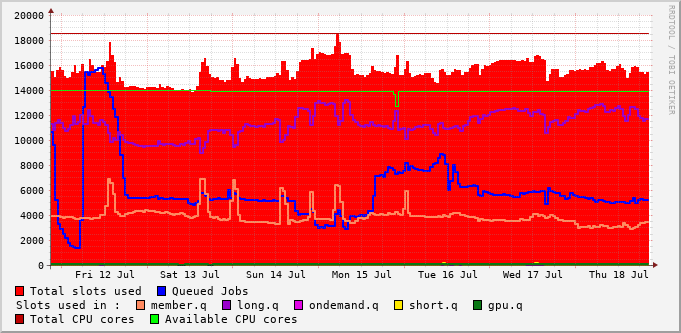 RRDTOOL / TOBI OETIKER
20000
18000
16000
14000
12000
10000
8000
6000
4000
2000
0
Fri 12 Jul Sat 13 Jul Sun 14 Jul Mon 15 Jul Tue 16 Jul Wed 17 Jul Thu 18 Jul
Total slots used Queued Jobs
Slots used in : member.q long.q ondemand.q short.q gpu.q
Total CPU cores Available CPU cores